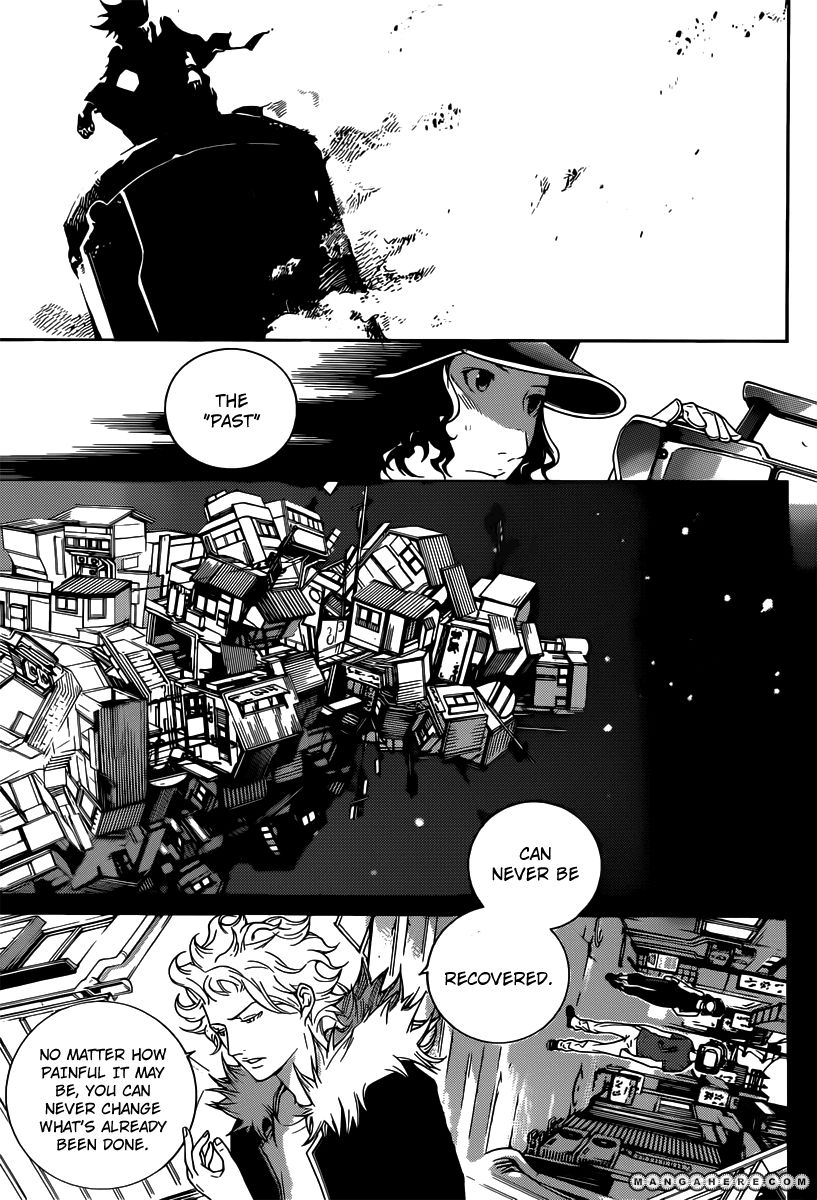 THE
"PAST"
CAN
NEVER BE
RECOVERED.
NO MATTER HOW
PAINFUL IT MAY
BE, YOU CAN
NEVER CHANGE
WHAT'S ALREADY
BEEN DONE.
MANGAHERE.COM